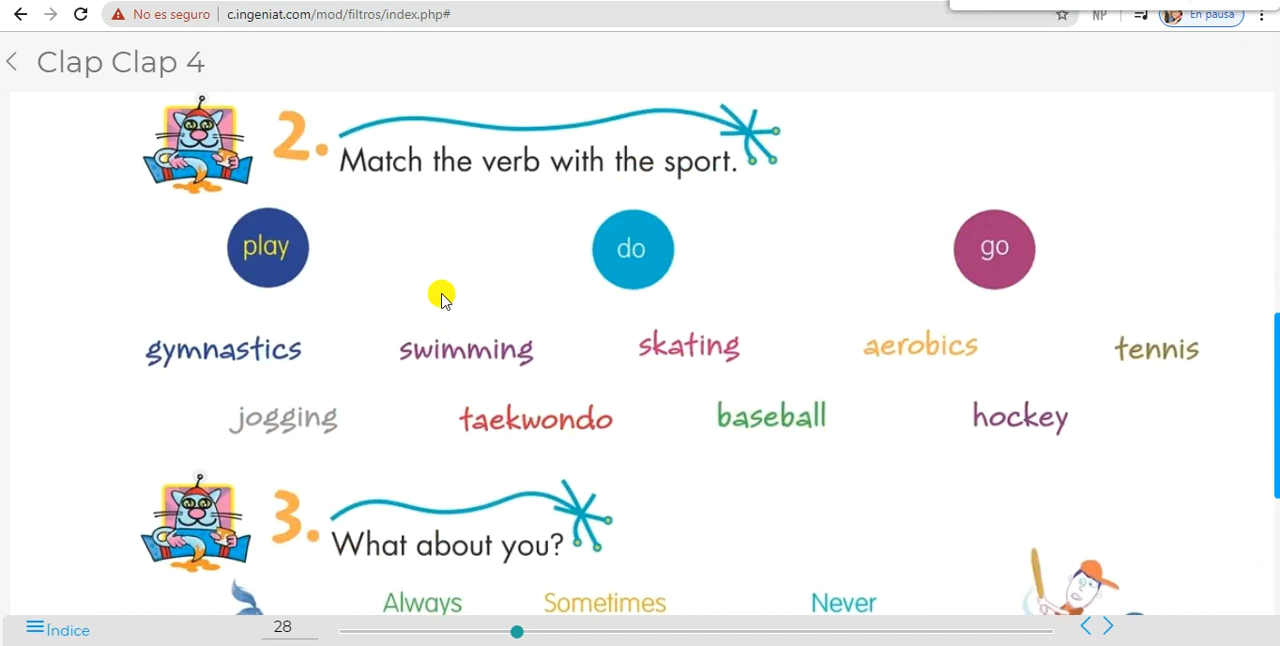 No es seguro c.ingeniat.com/mod/filtros/index.php# NP En pausa
Clap Clap 4
2. Match the verb with the sport.
play do go
gymnastics swimming skating aerobics tennis
jogging taekwondo baseball hockey
3. What about you?
Always Sometimes Never
Índice 28